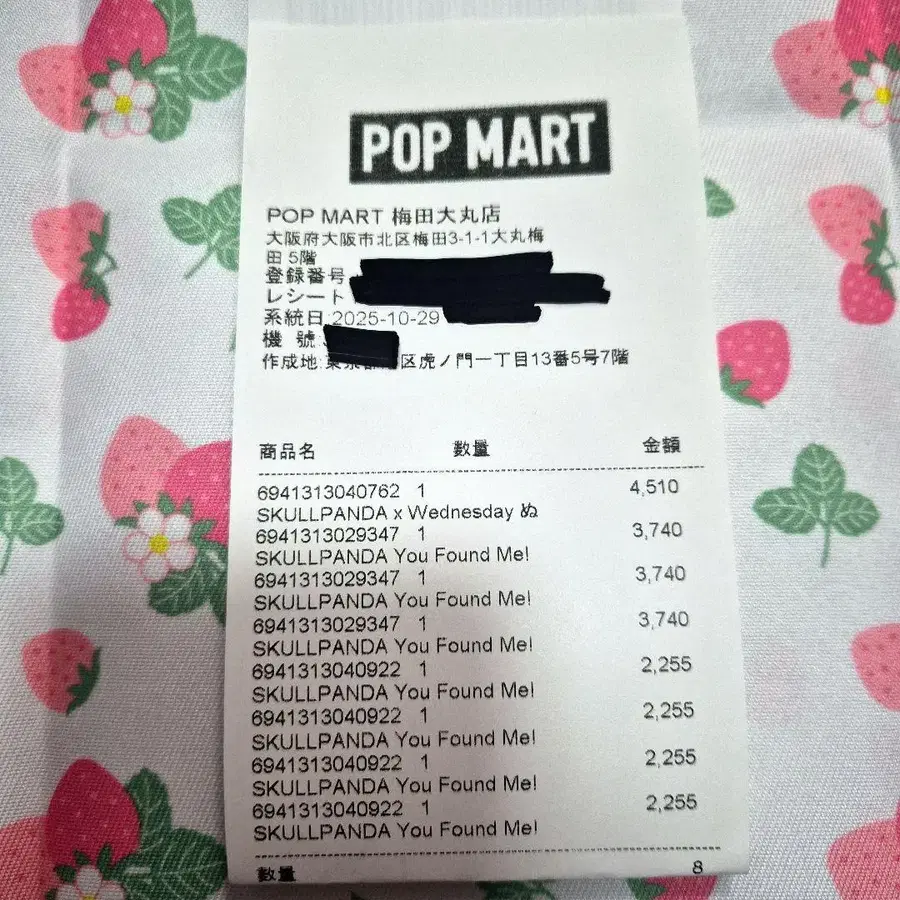 POP MART
POP MART 梅田大丸店
大阪府大阪市北区梅田3-1-1大丸梅
田 5階
登録番号
レシート
系統日:2025-10-29
機 號:
作成地:東京都 区虎ノ門一丁目13番5号7階
商品名 数量 金額
6941313040762 1 4,510
SKULLPANDA x Wednesday ぬ
6941313029347 1 3,740
SKULLPANDA You Found Me!
6941313029347 1 3,740
SKULLPANDA You Found Me!
6941313029347 1 3,740
SKULLPANDA You Found Me!
6941313040922 1 2,255
SKULLPANDA You Found Me!
6941313040922 1 2,255
SKULLPANDA You Found Me!
6941313040922 1 2,255
SKULLPANDA You Found Me!
6941313040922 1 2,255
SKULLPANDA You Found Me!
数量 8